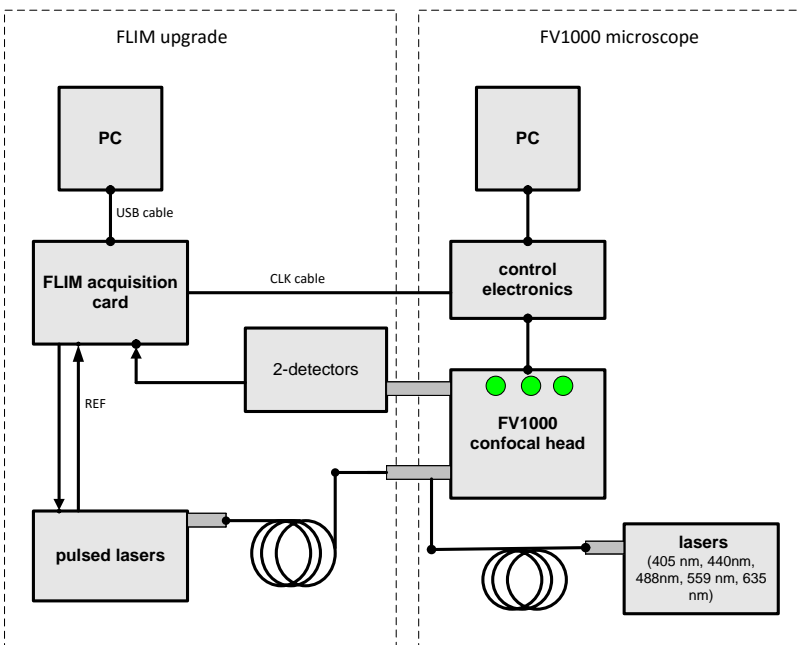 FLIM upgrade
FV1000 microscope
PC
PC
USB cable
FLIM acquisition
card
CLK cable
control
electronics
2-detectors
REF
FV1000
confocal head
pulsed lasers
lasers
(405 nm, 440nm,
488nm, 559 nm, 635
nm)